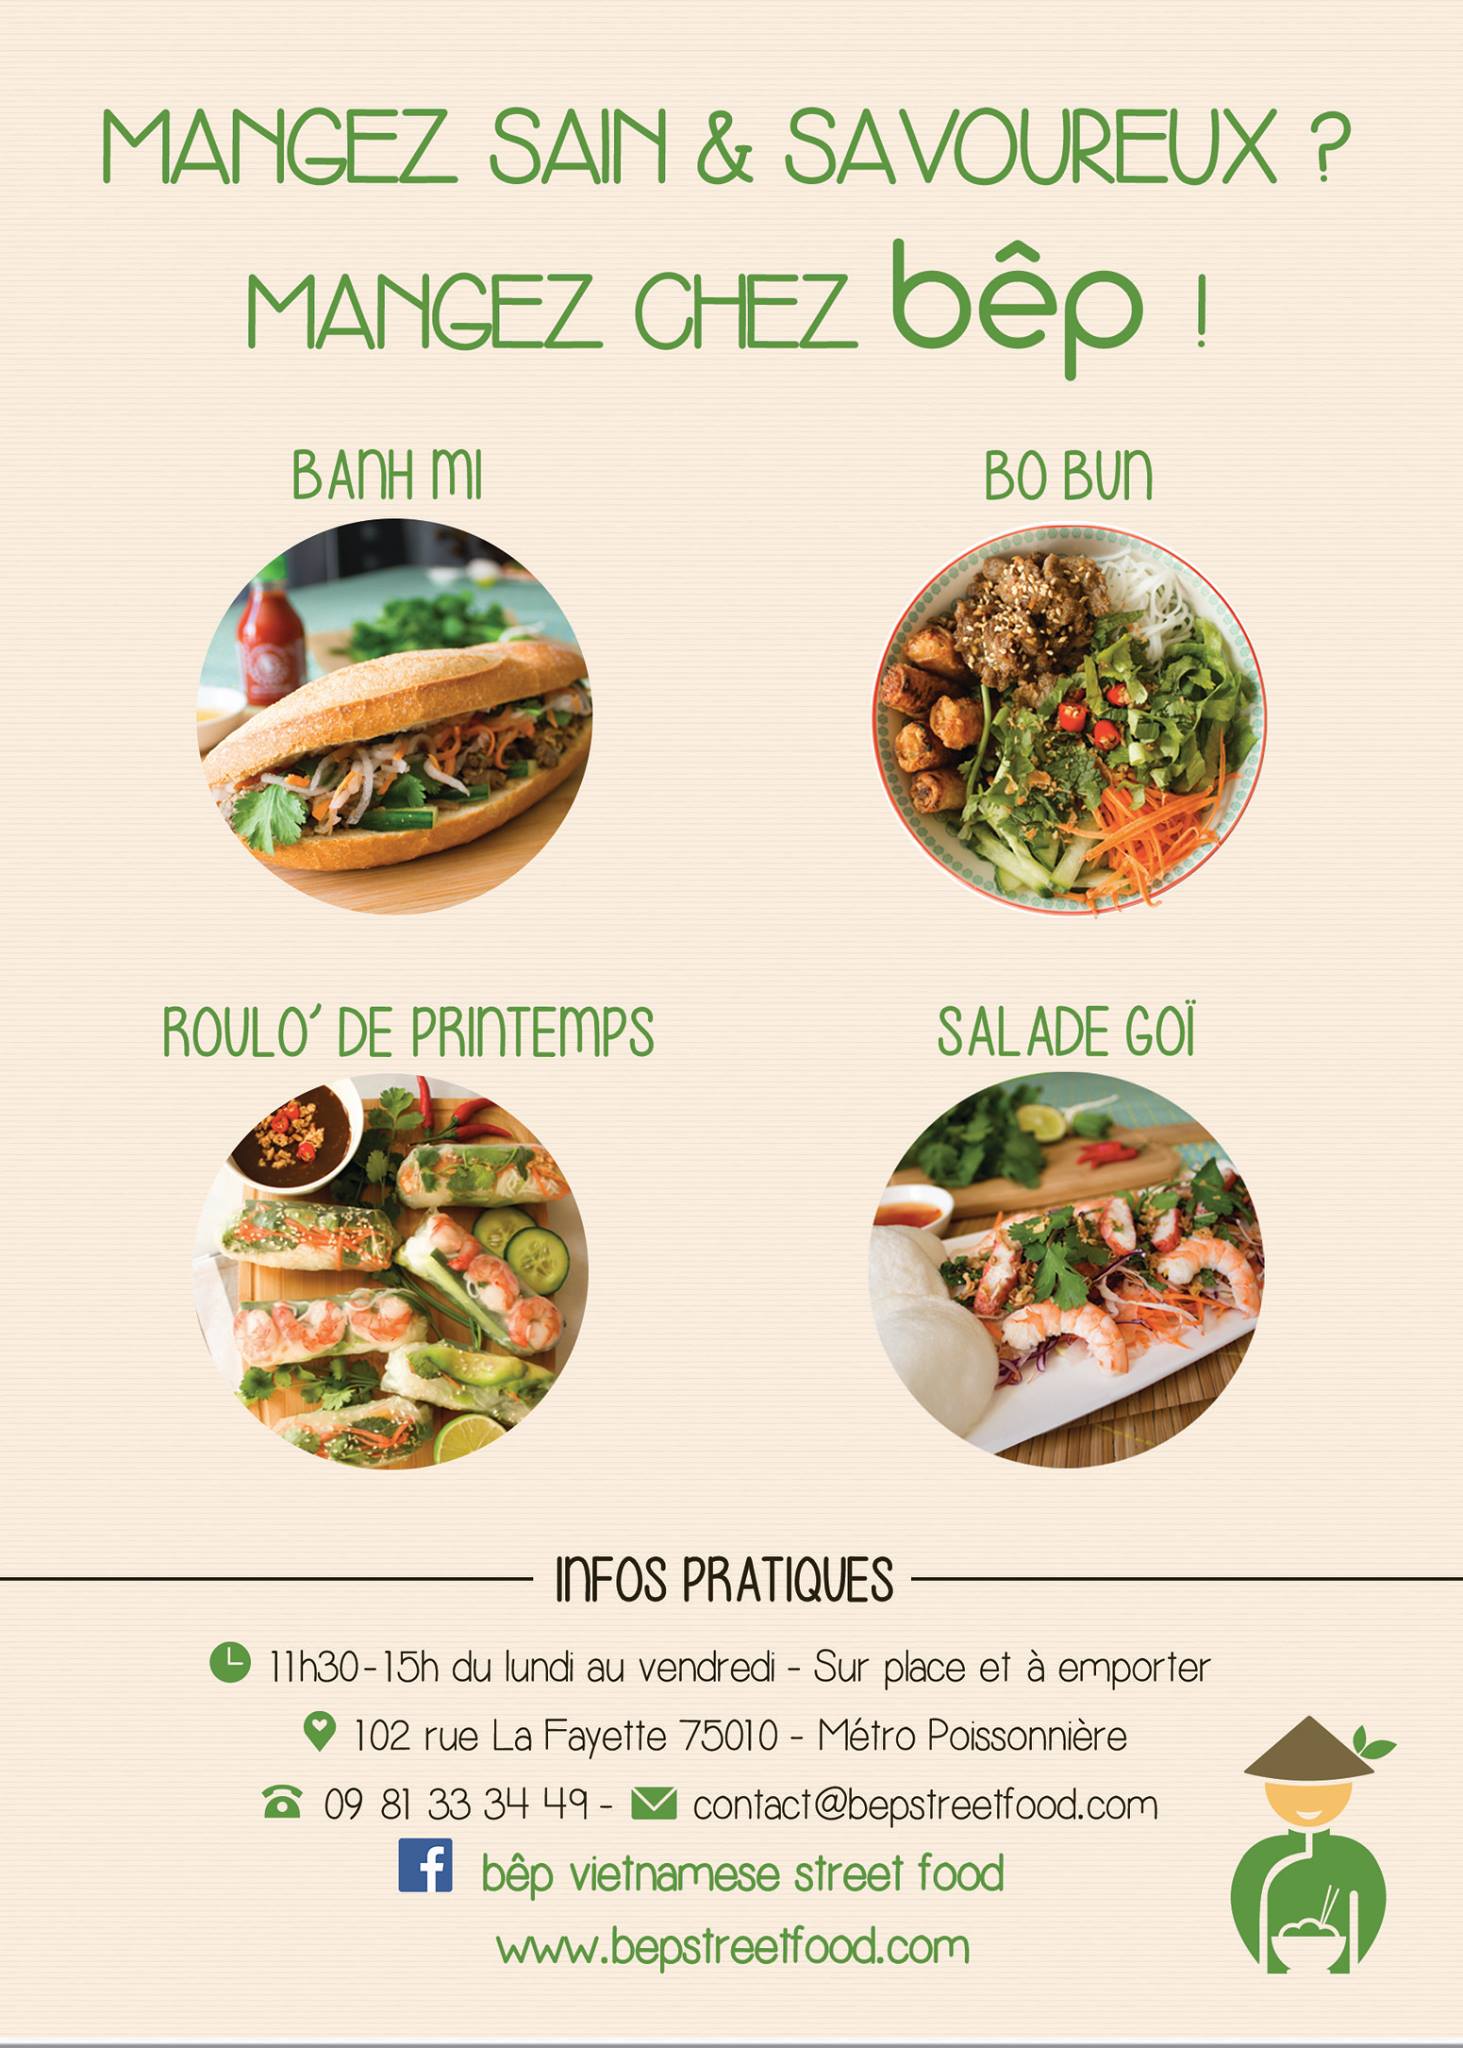 MANGEZ SAIN & SAVOUREUX ?
MANGEZ CHEZ bêp !
BANH MI
BO BUN
ROULO' DE PRINTEMPS
SALADE GOÏ
INFOS PRATIQUES
11h30-15h du lundi au vendredi - Sur place et à emporter
102 rue La Fayette 75010 - Métro Poissonnière
09 81 33 34 49 - contact@bepstreetfood.com
bêp vietnamese street food
www.bepstreetfood.com